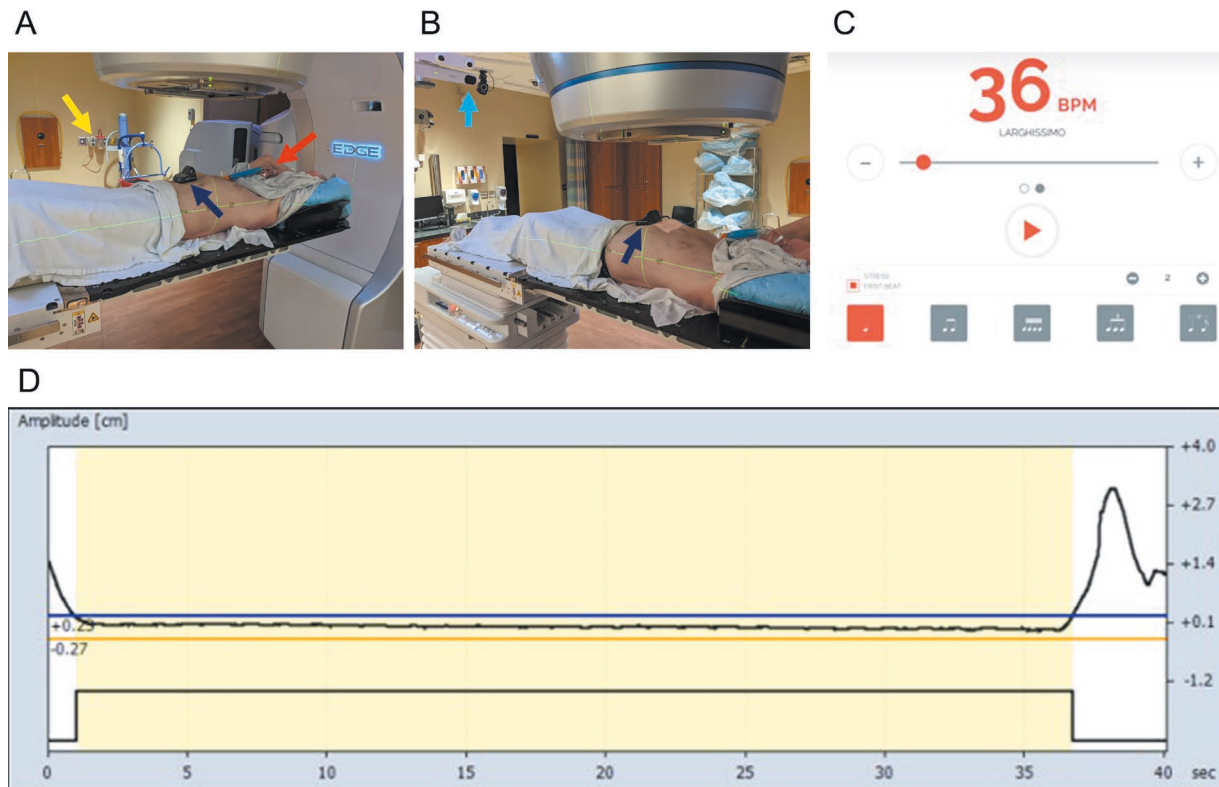 A
B
C
EDGE
36 BPM
LARGHISSIMO
STRESS
FIRST BEAT
2
D
Amplitude [cm]
+4.0
+2.7
+1.4
+0.1
-1.2
+0.23
-0.27
0 5 10 15 20 25 30 35 40 sec